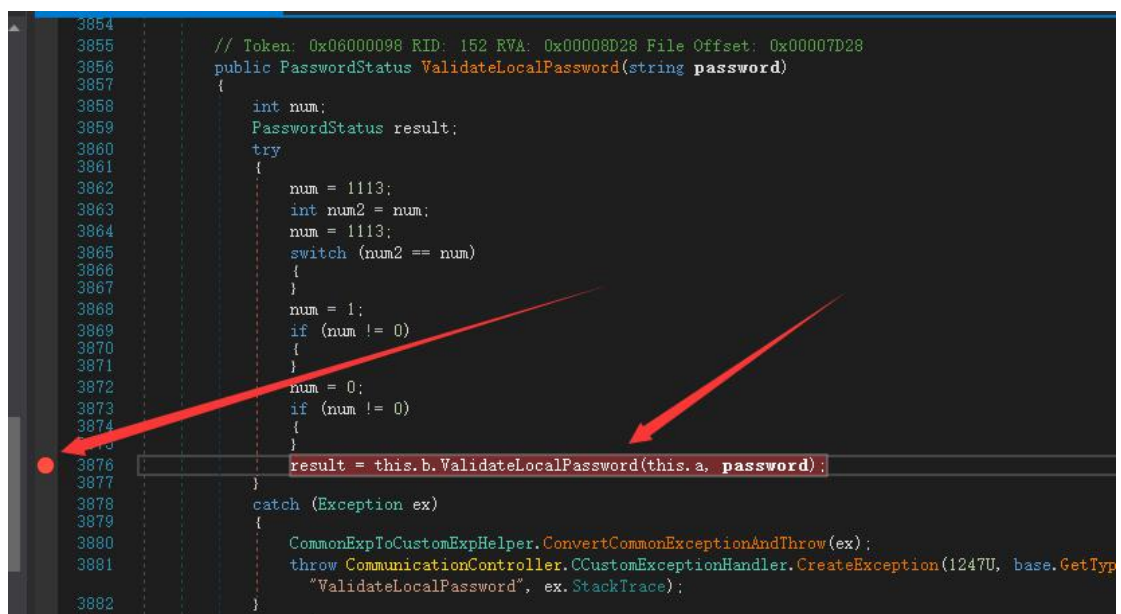 3854
3855 // Token: 0x06000098 RID: 152 RVA: 0x00008D28 File Offset: 0x00007D28
3856 public PasswordStatus ValidateLocalPassword(string password)
3857 {
3858 int num;
3859 PasswordStatus result;
3860 try
3861 {
3862 num = 1113;
3863 int num2 = num;
3864 num = 1113;
3865 switch (num2 == num)
3866 {
3867 }
3868 num = 1;
3869 if (num != 0)
3870 {
3871 }
3872 num = 0;
3873 if (num != 0)
3874 {
3875 }
3876 result = this.b.ValidateLocalPassword(this.a, password);
3877 }
3878 catch (Exception ex)
3879 {
3880 CommonExpToCustomExpHelper.ConvertCommonExceptionAndThrow(ex);
3881 throw CommunicationController.CCustomExceptionHandler.CreateException(1247U, base.GetTyp
"ValidateLocalPassword", ex.StackTrace);
3882 }